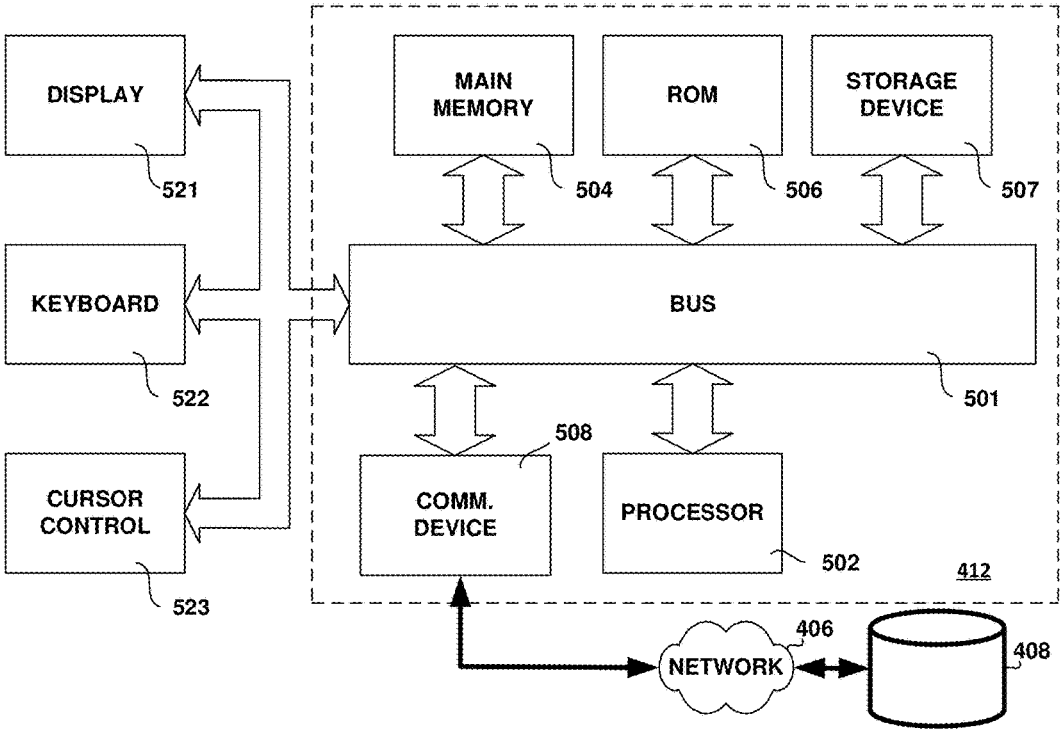 DISPLAY
521
MAIN
MEMORY
504
ROM
506
STORAGE
DEVICE
507
KEYBOARD
522
BUS
501
CURSOR
CONTROL
523
COMM.
DEVICE
508
PROCESSOR
502
412
NETWORK
406
408